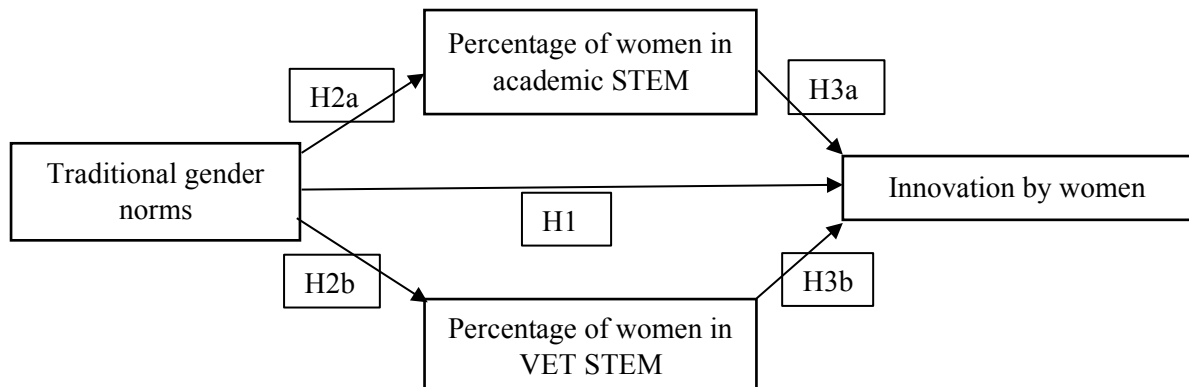 Percentage of women in
academic STEM
H2a
H3a
Traditional gender
norms
Innovation by women
H1
H2b
H3b
Percentage of women in
VET STEM